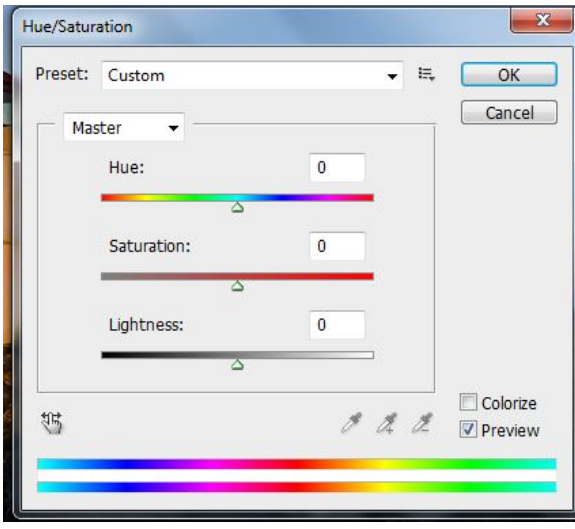 Hue/Saturation
Preset: Custom
OK
Cancel
Master
Hue: 0
Saturation: 0
Lightness: 0
Colorize
Preview